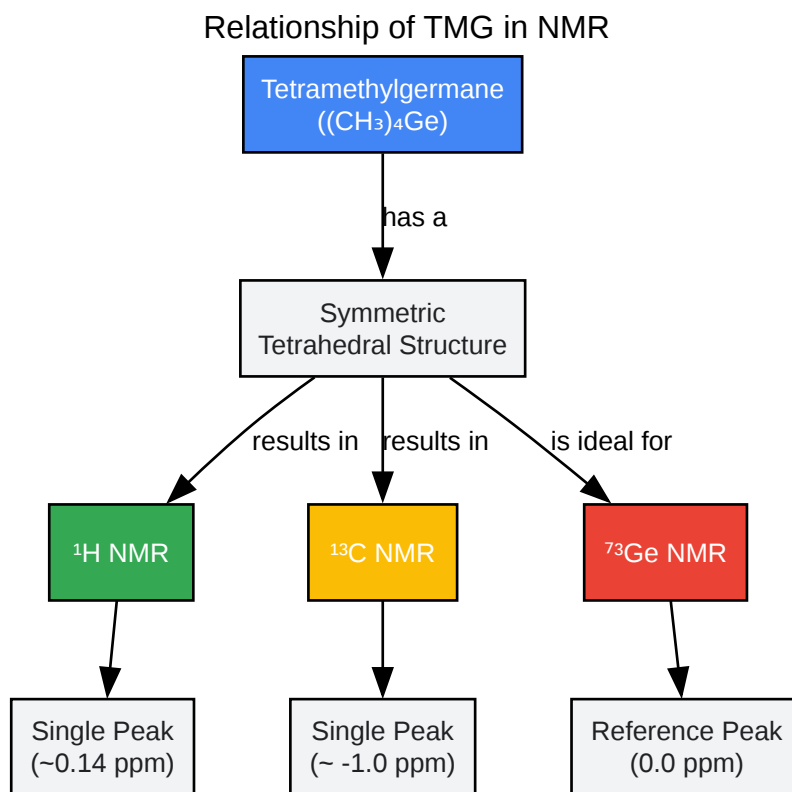 Relationship of TMG in NMR
Tetramethylgermane
((CH₃)₄Ge)
has a
Symmetric
Tetrahedral Structure
results in
results in
is ideal for
¹H NMR
¹³C NMR
⁷³Ge NMR
Single Peak
(~0.14 ppm)
Single Peak
(~ -1.0 ppm)
Reference Peak
(0.0 ppm)